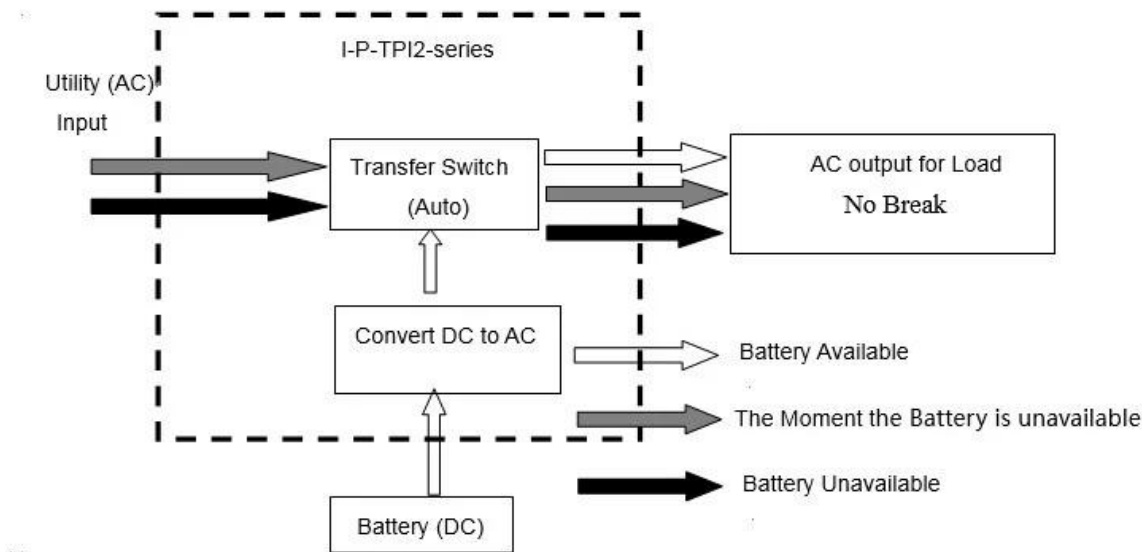 I-P-TPI2-series
Utility (AC)
Input
Transfer Switch
(Auto)
AC output for Load
No Break
Convert DC to AC
Battery Available
The Moment the Battery is unavailable
Battery Unavailable
Battery (DC)